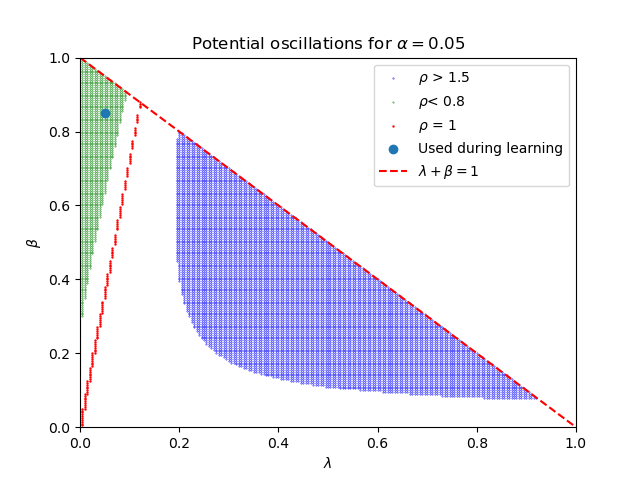 Potential oscillations for α = 0.05
1.0
0.8
0.6
0.4
0.2
0.0
β
0.0 0.2 0.4 0.6 0.8 1.0
λ
ρ > 1.5
ρ< 0.8
ρ = 1
Used during learning
λ + β = 1